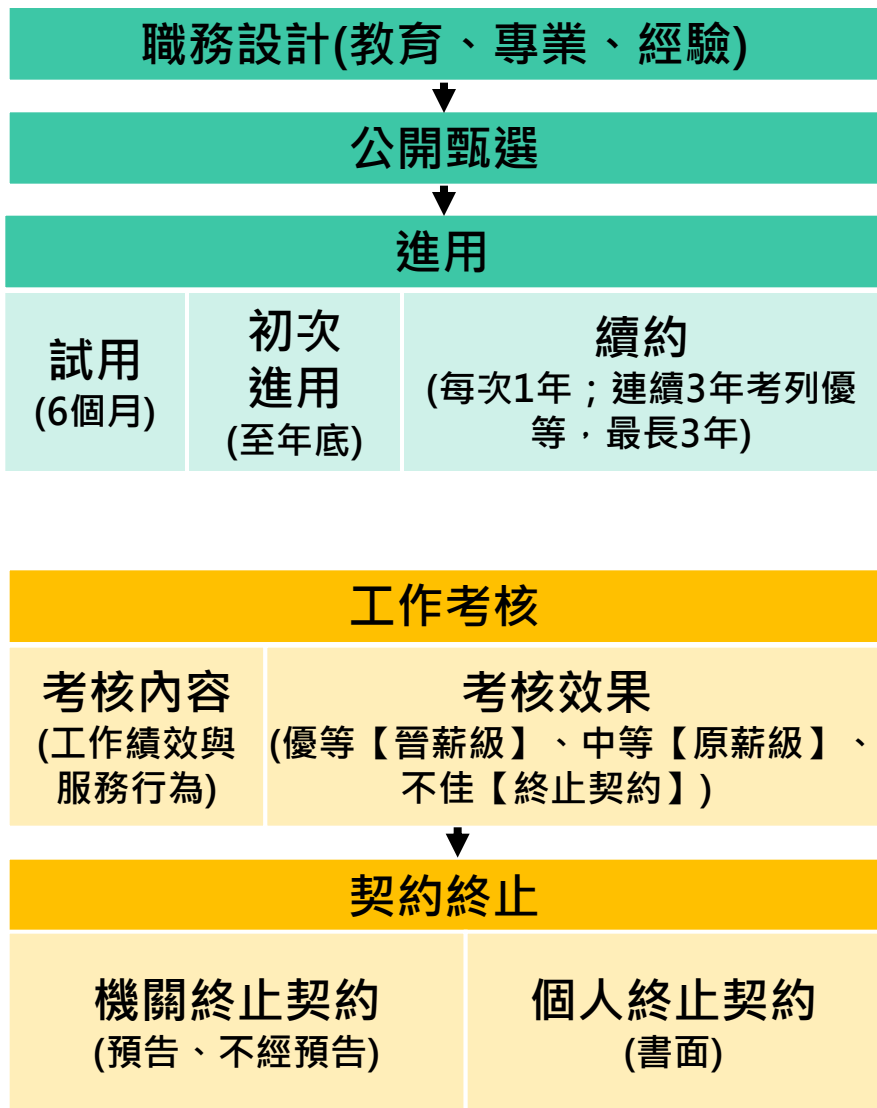 職務設計(教育、專業、經驗)
公開甄選
進用
試用
(6個月)
初次
進用
(至年底)
續約
(每次1年；連續3年考列優
等，最長3年)
工作考核
考核內容
(工作績效與
服務行為)
考核效果
(優等【晉薪級】、中等【原薪級】、
不佳【終止契約】)
契約終止
機關終止契約
(預告、不經預告)
個人終止契約
(書面)